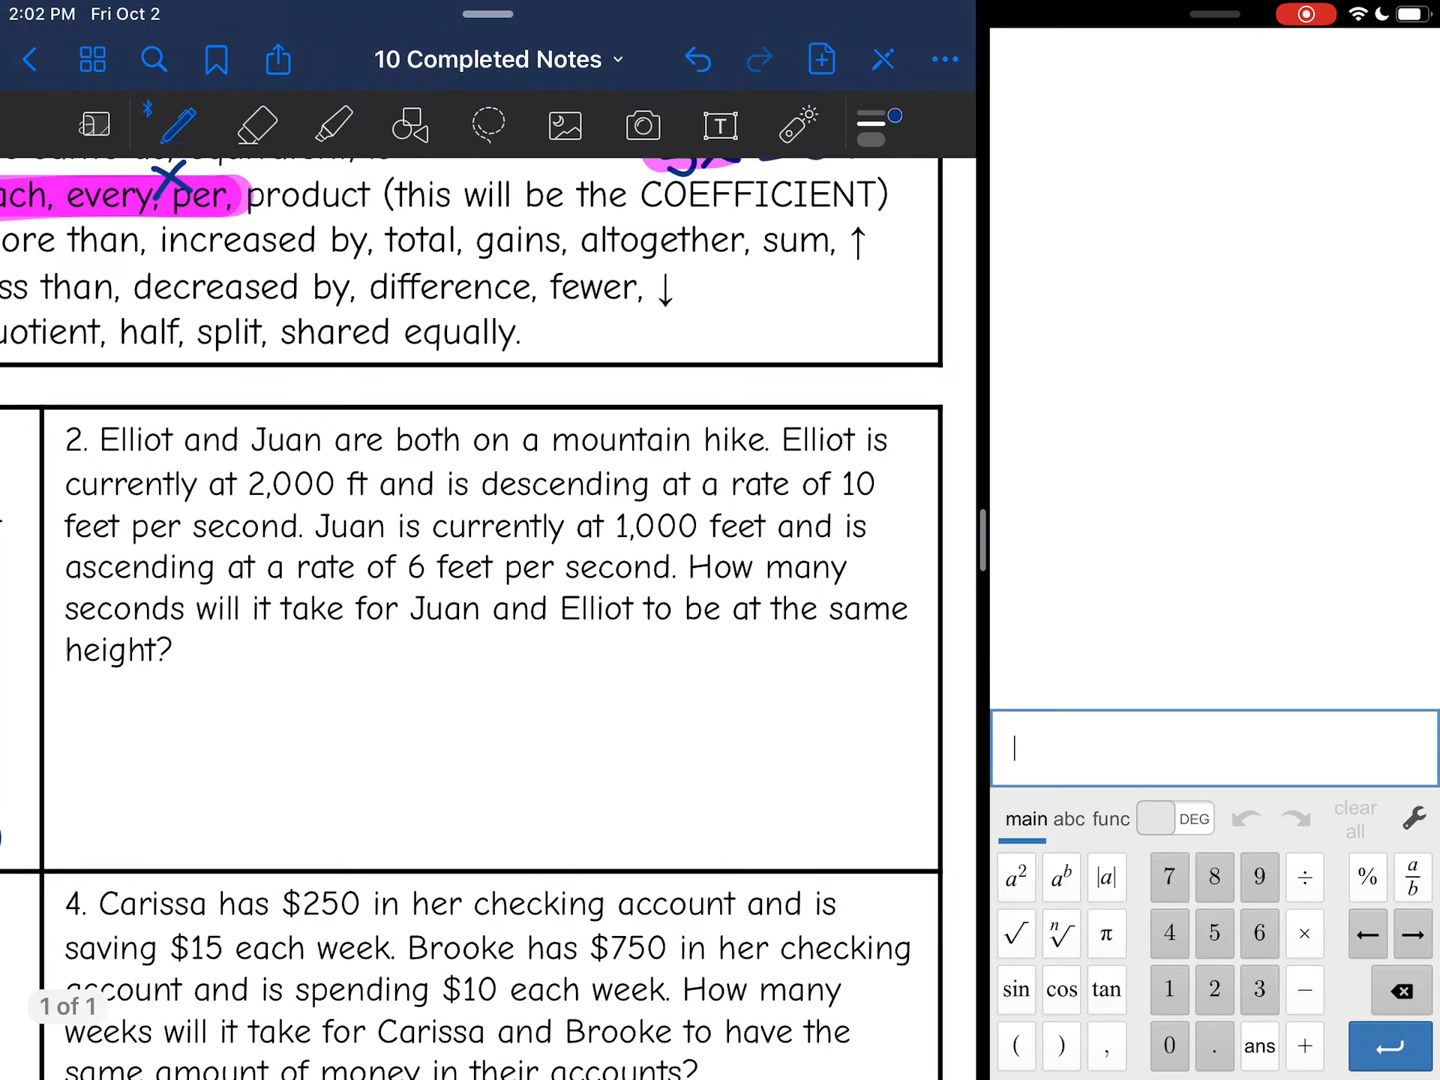 2:02 PM Fri Oct 2
10 Completed Notes
T
ach, every, per, product (this will be the COEFFICIENT)
ore than, increased by, total, gains, altogether, sum, ↑
ss than, decreased by, difference, fewer, ↓
uotient, half, split, shared equally.
2. Elliot and Juan are both on a mountain hike. Elliot is
currently at 2,000 ft and is descending at a rate of 10
feet per second. Juan is currently at 1,000 feet and is
ascending at a rate of 6 feet per second. How many
seconds will it take for Juan and Elliot to be at the same
height?
4. Carissa has $250 in her checking account and is
saving $15 each week. Brooke has $750 in her checking
account and is spending $10 each week. How many
weeks will it take for Carissa and Brooke to have the
same amount of money in their accounts?
1 of 1
main abc func DEG clear all
a² aᵇ |a| 7 8 9 ÷ % a/b
√ ⁿ√ π 4 5 6 × ← →
sin cos tan 1 2 3 −
( ) , 0 . ans +